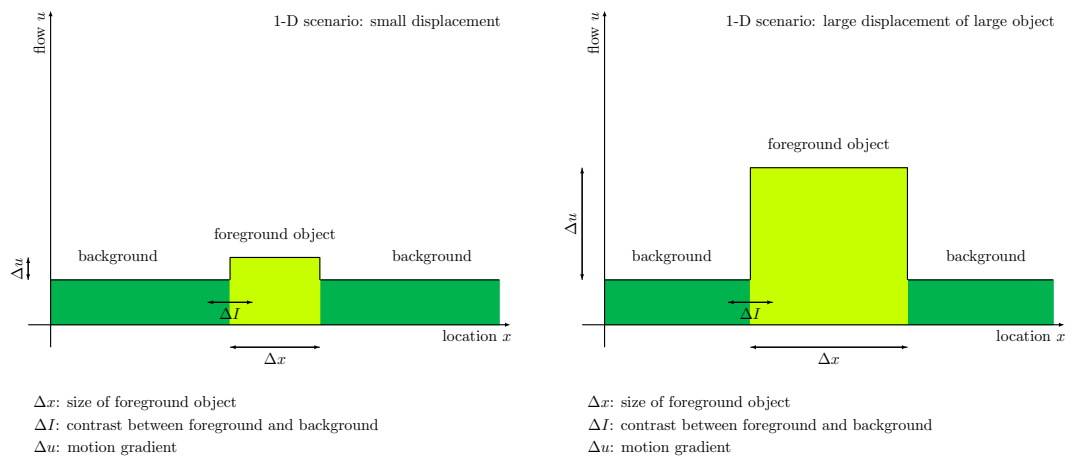 1-D scenario: small displacement
flow u
foreground object
background
background
Δu
ΔI
location x
Δx
Δx: size of foreground object
ΔI: contrast between foreground and background
Δu: motion gradient
1-D scenario: large displacement of large object
flow u
foreground object
Δu
background
background
ΔI
location x
Δx
Δx: size of foreground object
ΔI: contrast between foreground and background
Δu: motion gradient